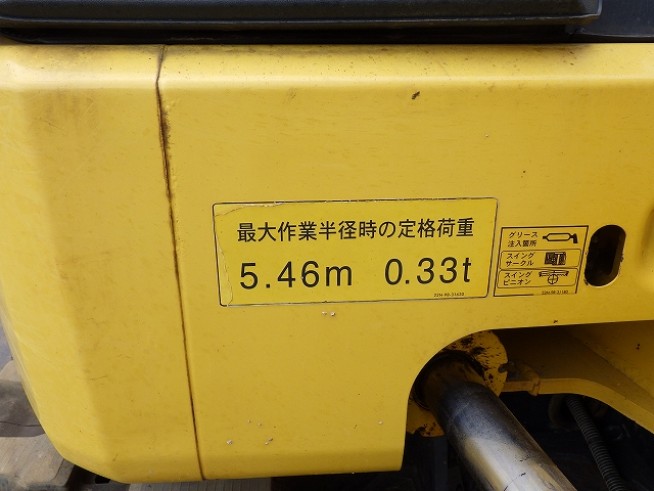 最大作業半径時の定格荷重
5.46m 0.33t
グリース
注入箇所
スイング
サークル
スイング
ピニオン